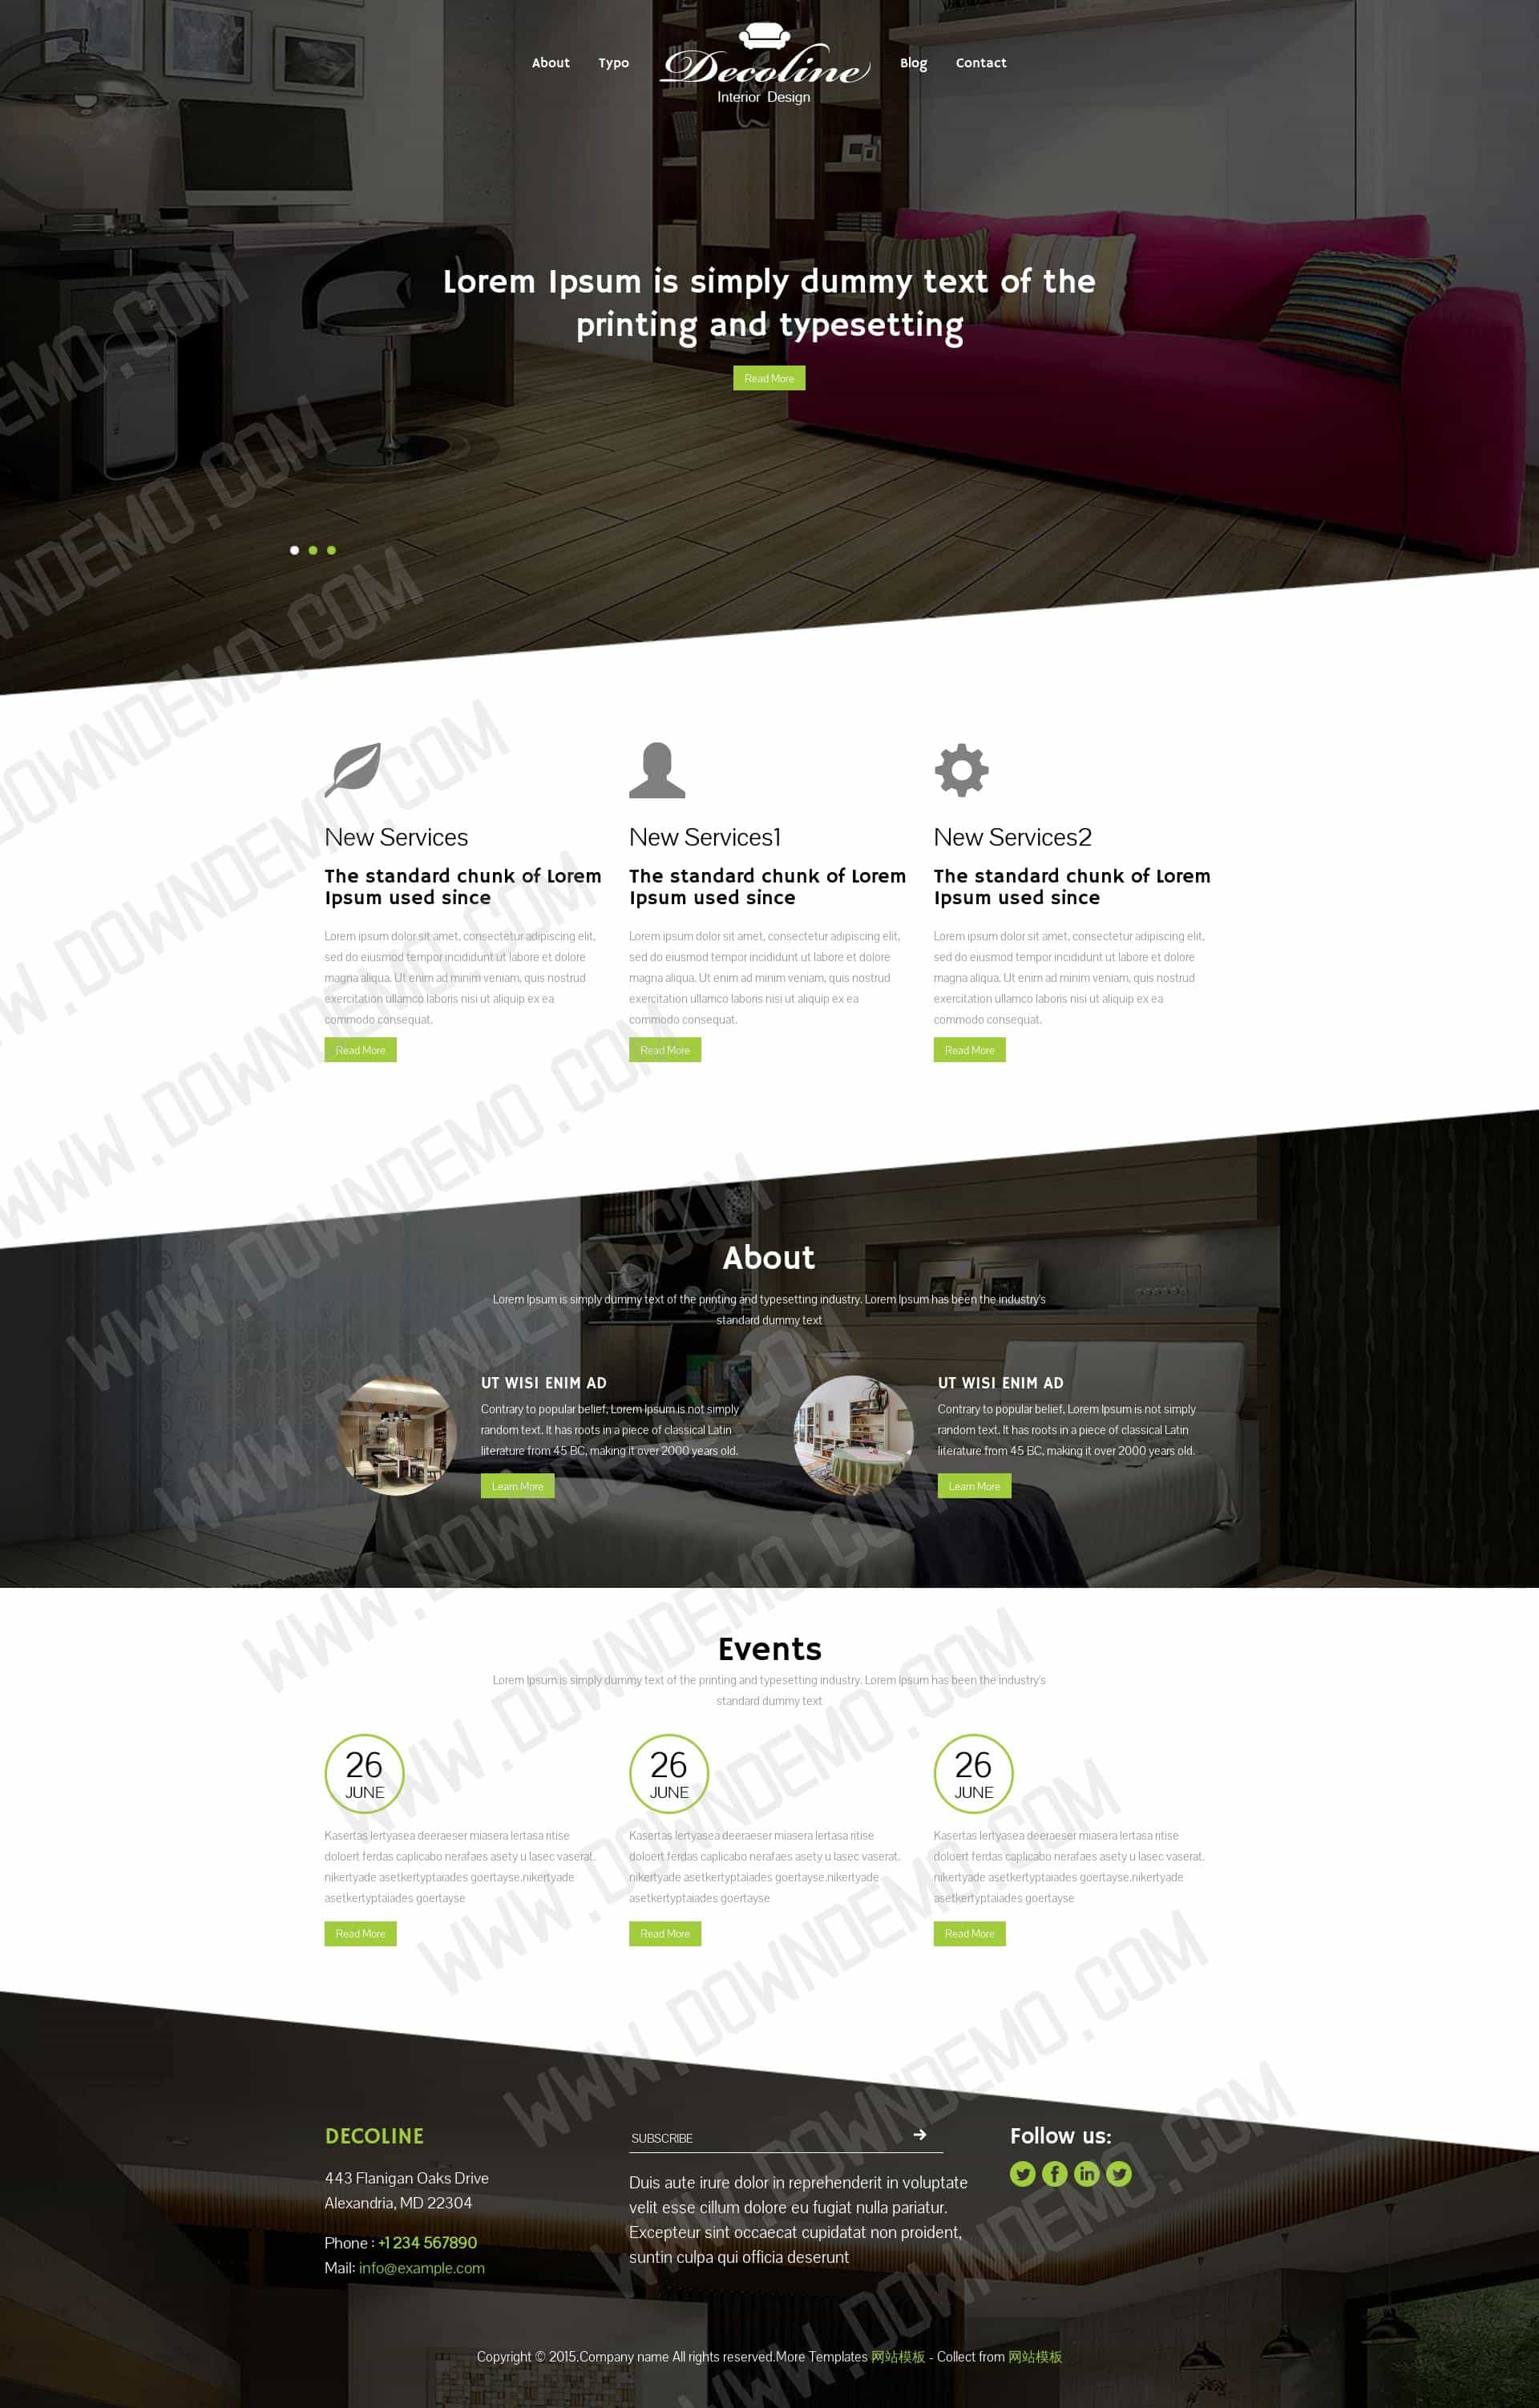 About
Typo
Decoline
Interior Design
Blog
Contact
Lorem Ipsum is simply dummy text of the
printing and typesetting
Read More
New Services
The standard chunk of Lorem
Ipsum used since
Lorem ipsum dolor sit amet, consectetur adipiscing elit,
sed do eiusmod tempor incididunt ut labore et dolore
magna aliqua. Ut enim ad minim veniam, quis nostrud
exercitation ullamco laboris nisi ut aliquip ex ea
commodo consequat.
Read More
New Services1
The standard chunk of Lorem
Ipsum used since
Lorem ipsum dolor sit amet, consectetur adipiscing elit,
sed do eiusmod tempor incididunt ut labore et dolore
magna aliqua. Ut enim ad minim veniam, quis nostrud
exercitation ullamco laboris nisi ut aliquip ex ea
commodo consequat.
Read More
New Services2
The standard chunk of Lorem
Ipsum used since
Lorem ipsum dolor sit amet, consectetur adipiscing elit,
sed do eiusmod tempor incididunt ut labore et dolore
magna aliqua. Ut enim ad minim veniam, quis nostrud
exercitation ullamco laboris nisi ut aliquip ex ea
commodo consequat.
Read More
About
Lorem Ipsum is simply dummy text of the printing and typesetting industry. Lorem Ipsum has been the industry's
standard dummy text
UT WISI ENIM AD
Contrary to popular belief, Lorem Ipsum is not simply
random text. It has roots in a piece of classical Latin
literature from 45 BC, making it over 2000 years old.
Learn More
UT WISI ENIM AD
Contrary to popular belief, Lorem Ipsum is not simply
random text. It has roots in a piece of classical Latin
literature from 45 BC, making it over 2000 years old.
Learn More
Events
Lorem Ipsum is simply dummy text of the printing and typesetting industry. Lorem Ipsum has been the industry's
standard dummy text
26
JUNE
Kasertas lertyasea deeraeser miasera lertasa ritise
doloert ferdas caplicabo nerafaes asety u lasec vaserat.
nikertyade asetkertyptaiades goertayse.nikertyade
asetkertyptaiades goertayse
Read More
26
JUNE
Kasertas lertyasea deeraeser miasera lertasa ritise
doloert ferdas caplicabo nerafaes asety u lasec vaserat.
nikertyade asetkertyptaiades goertayse.nikertyade
asetkertyptaiades goertayse
Read More
26
JUNE
Kasertas lertyasea deeraeser miasera lertasa ritise
doloert ferdas caplicabo nerafaes asety u lasec vaserat.
nikertyade asetkertyptaiades goertayse.nikertyade
asetkertyptaiades goertayse
Read More
DECOLINE
443 Flanigan Oaks Drive
Alexandria, MD 22304
Phone : +1 234 567890
Mail: info@example.com
SUBSCRIBE
Duis aute irure dolor in reprehenderit in voluptate
velit esse cillum dolore eu fugiat nulla pariatur.
Excepteur sint occaecat cupidatat non proident,
suntin culpa qui officia deserunt
Follow us:
Copyright © 2015.Company name All rights reserved.More Templates 网站模板 - Collect from 网站模板
WWW.DOWNDEMO.COM